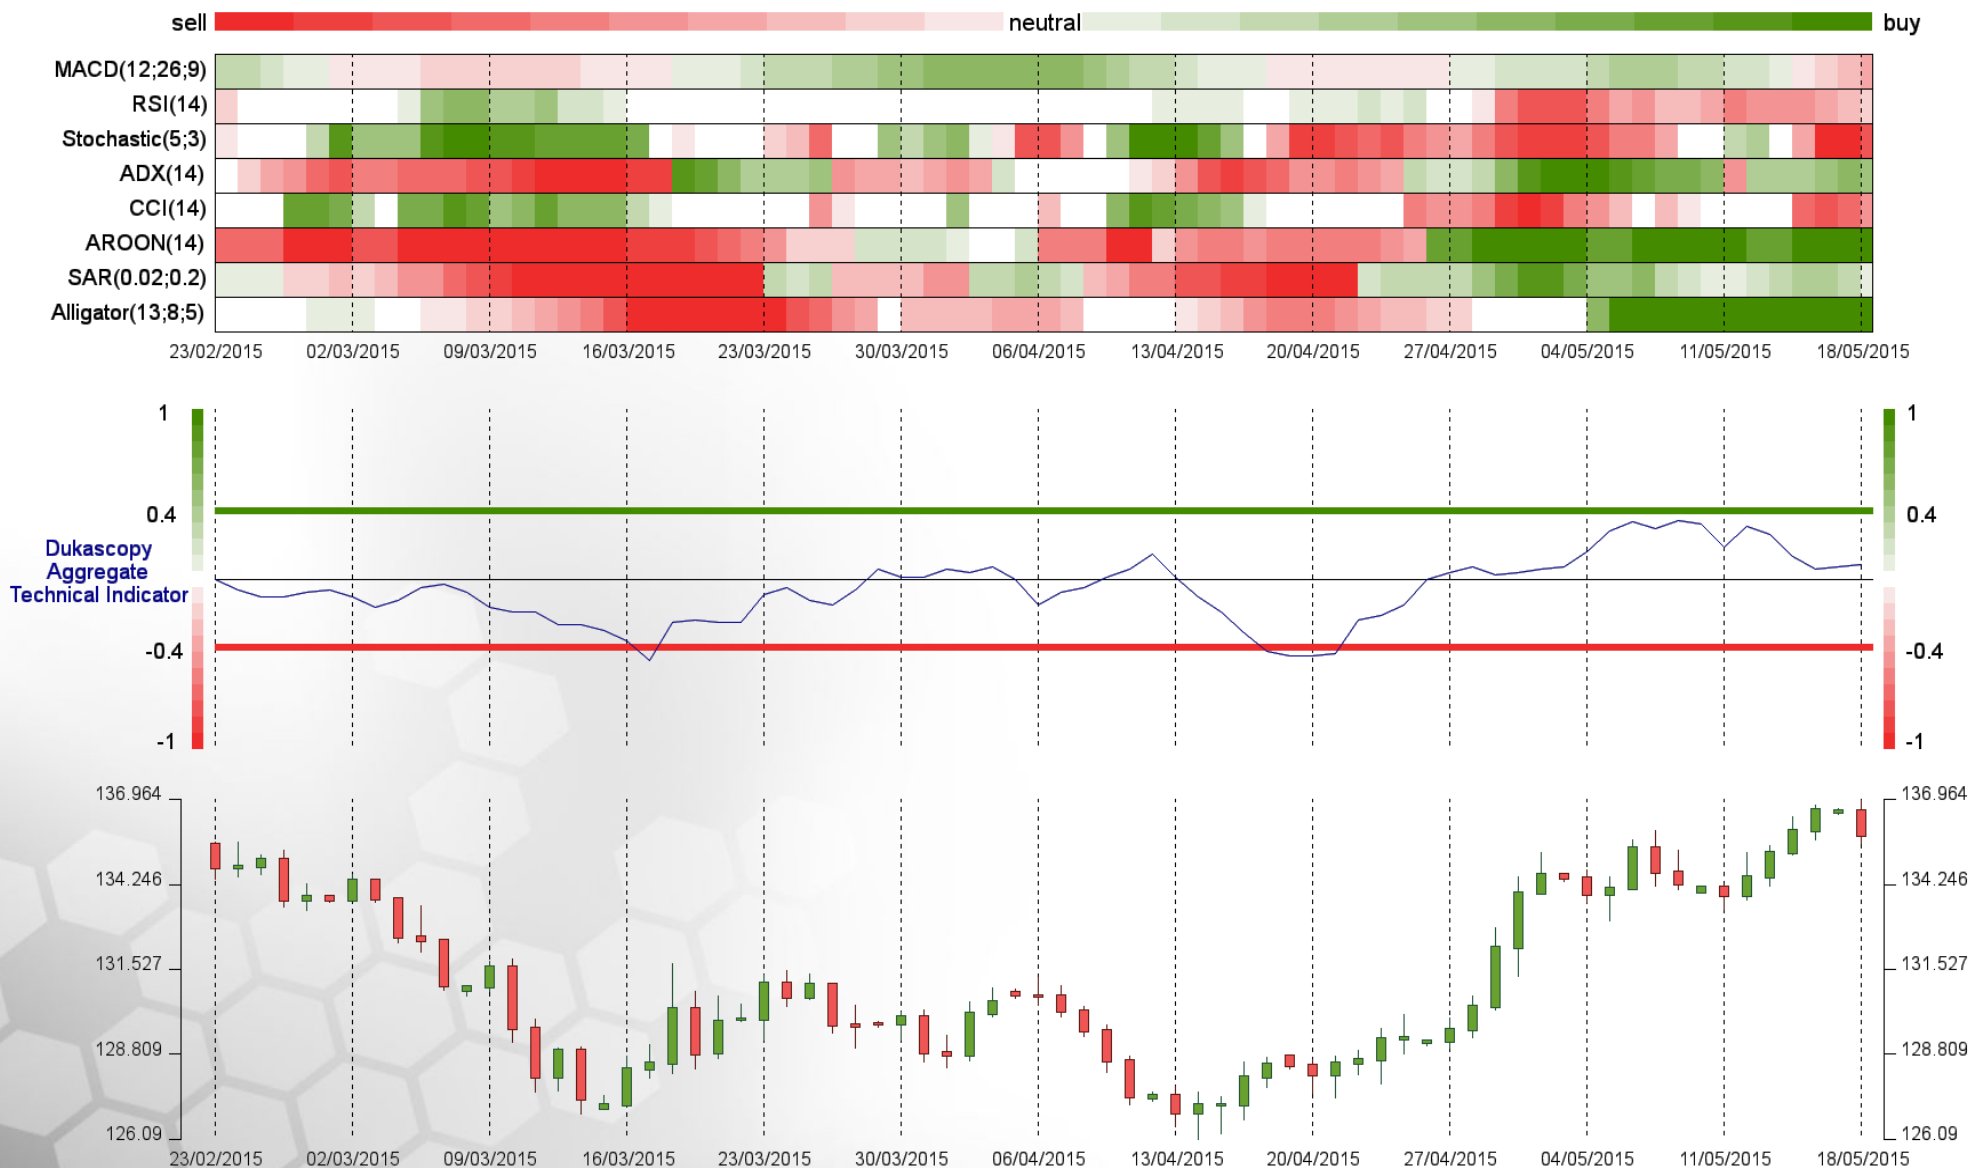 sell neutral buy
MACD(12;26;9)
RSI(14)
Stochastic(5;3)
ADX(14)
CCI(14)
AROON(14)
SAR(0.02;0.2)
Alligator(13;8;5)
23/02/2015 02/03/2015 09/03/2015 16/03/2015 23/03/2015 30/03/2015 06/04/2015 13/04/2015 20/04/2015 27/04/2015 04/05/2015 11/05/2015 18/05/2015
1 1
0.4 0.4
Dukascopy
Aggregate
Technical Indicator
-0.4 -0.4
-1 -1
136.964 136.964
134.246 134.246
131.527 131.527
128.809 128.809
126.09 126.09
23/02/2015 02/03/2015 09/03/2015 16/03/2015 23/03/2015 30/03/2015 06/04/2015 13/04/2015 20/04/2015 27/04/2015 04/05/2015 11/05/2015 18/05/2015